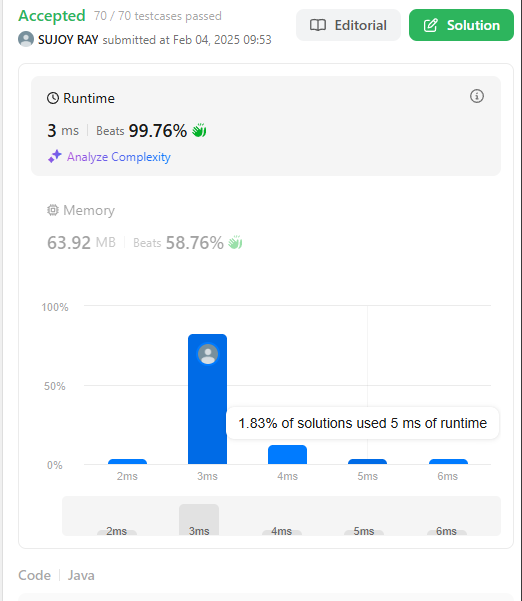 Accepted 70 / 70 testcases passed
SUJOY RAY submitted at Feb 04, 2025 09:53
Editorial
Solution
Runtime
3 ms Beats 99.76%
Analyze Complexity
Memory
63.92 MB Beats 58.76%
100%
50%
0%
1.83% of solutions used 5 ms of runtime
2ms 3ms 4ms 5ms 6ms
2ms 3ms 4ms 5ms 6ms
Code Java